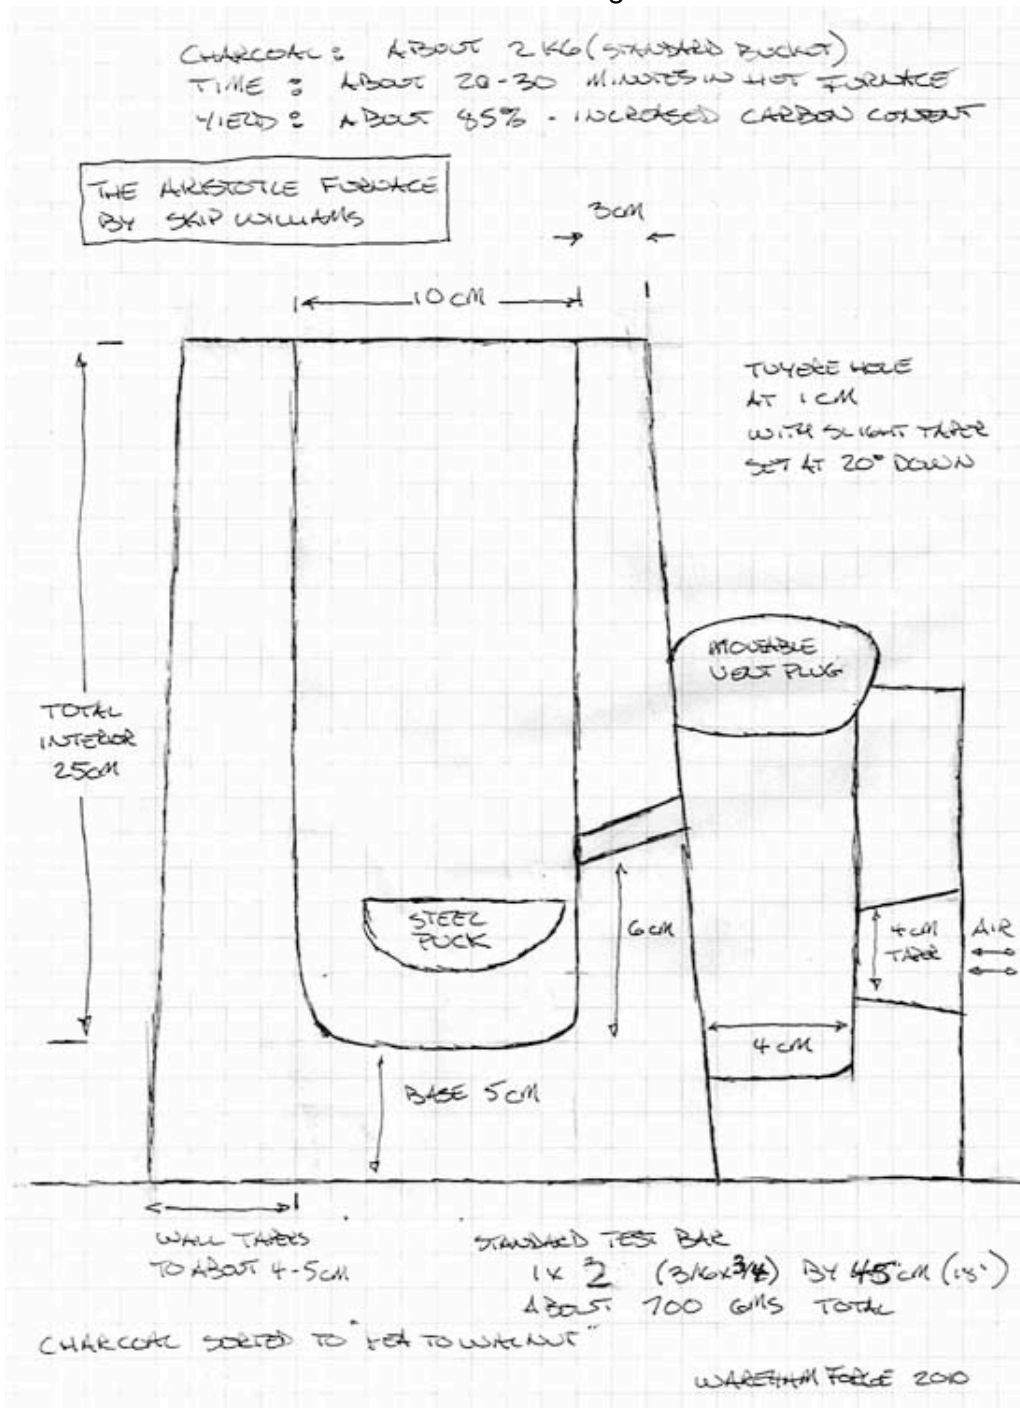 CHARCOAL: ABOUT 2 KG (STANDARD BUCKET)
TIME: ABOUT 20-30 MINUTES IN HOT FURNACE
YIELD: ABOUT 85% - INCREASED CARBON CONTENT
THE ARISTOTLE FURNACE
BY SKIP WILLIAMS
3CM
10 CM
TUYERE HOLE
AT 1 CM
WITH SLIGHT TAPER
SET AT 20° DOWN
MOVEABLE
VENT PLUG
TOTAL
INTERIOR
25CM
STEEL
PUCK
6CM
4CM
TAPER
AIR
4 CM
BASE 5CM
WALL TAPERS
TO ABOUT 4-5CM
STANDARD TEST BAR
1 X 2 (3/16 X 3/4) BY 45 CM (18")
ABOUT 700 GMS TOTAL
CHARCOAL SORTED TO "PEA TO WALNUT"
WAREHAM FORGE 2010